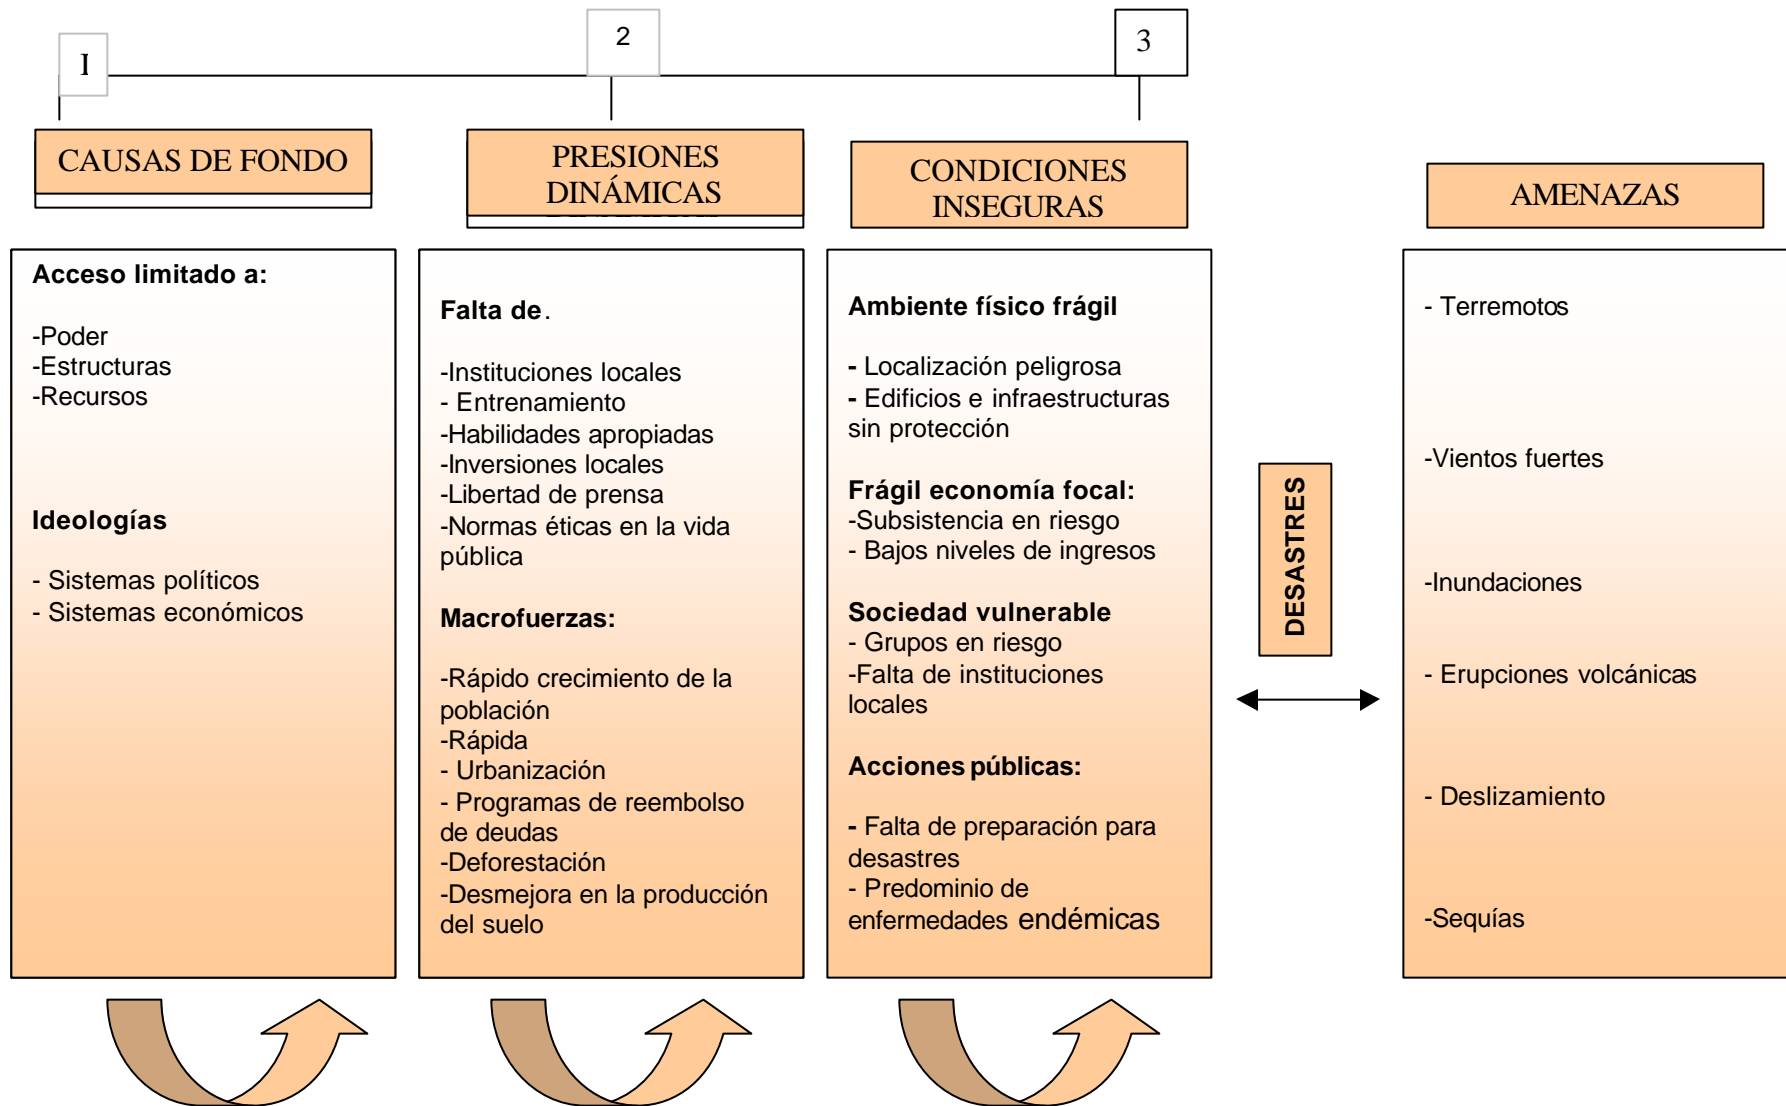 I
2
3
CAUSAS DE FONDO
PRESIONES
DINÁMICAS
CONDICIONES
INSEGURAS
AMENAZAS
Acceso limitado a:
-Poder
-Estructuras
-Recursos
Ideologías
- Sistemas políticos
- Sistemas económicos
Falta de.
-Instituciones locales
- Entrenamiento
-Habilidades apropiadas
-Inversiones locales
-Libertad de prensa
-Normas éticas en la vida
pública
Macrofuerzas:
-Rápido crecimiento de la
población
-Rápida
- Urbanización
- Programas de reembolso
de deudas
-Deforestación
-Desmejora en la producción
del suelo
Ambiente físico frágil
- Localización peligrosa
- Edificios e infraestructuras
sin protección
Frágil economía focal:
-Subsistencia en riesgo
- Bajos niveles de ingresos
Sociedad vulnerable
- Grupos en riesgo
-Falta de instituciones
locales
Acciones públicas:
- Falta de preparación para
desastres
- Predominio de
enfermedades endémicas
DESASTRES
- Terremotos
-Vientos fuertes
-Inundaciones
- Erupciones volcánicas
- Deslizamiento
-Sequías